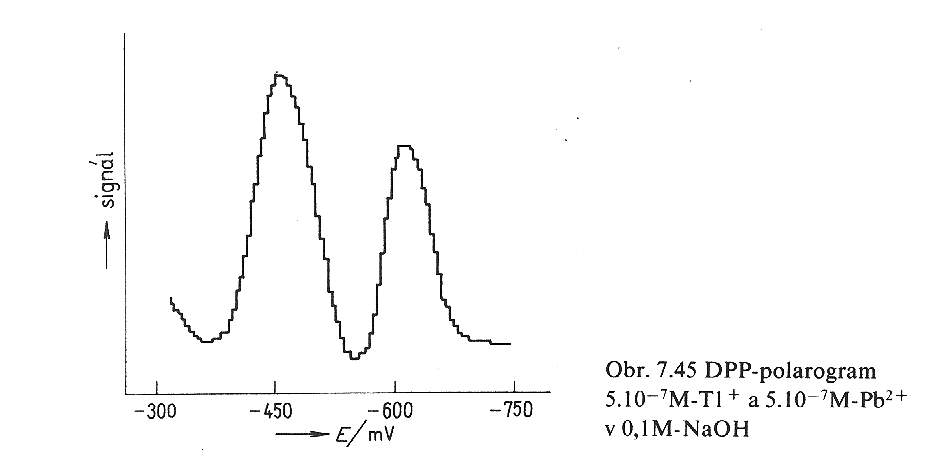 signál
-300 -450 -600 -750
E/mV
Obr. 7.45 DPP-polarogram
5.10⁻⁷M-Tl⁺ a 5.10⁻⁷M-Pb²⁺
v 0,1M-NaOH